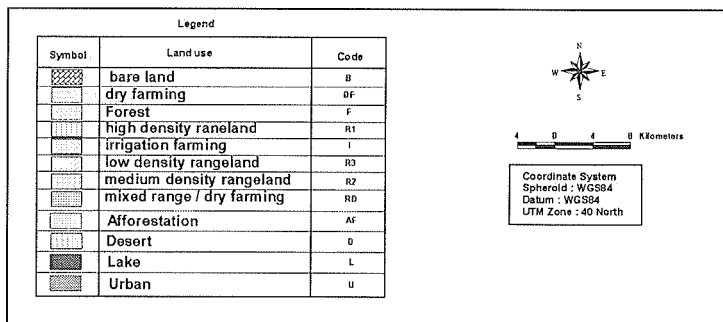 Legend
Symbol Land use Code
bare land B
dry farming DF
Forest F
high density raneland R1
irrigation farming I
low density rangeland R3
medium density rangeland R2
mixed range / dry farming RD
Afforestation AF
Desert D
Lake L
Urban U
N
W E
S
4 0 4 8 Kilometers
Coordinate System
Spheroid : WGS84
Datum : WGS84
UTM Zone : 40 North